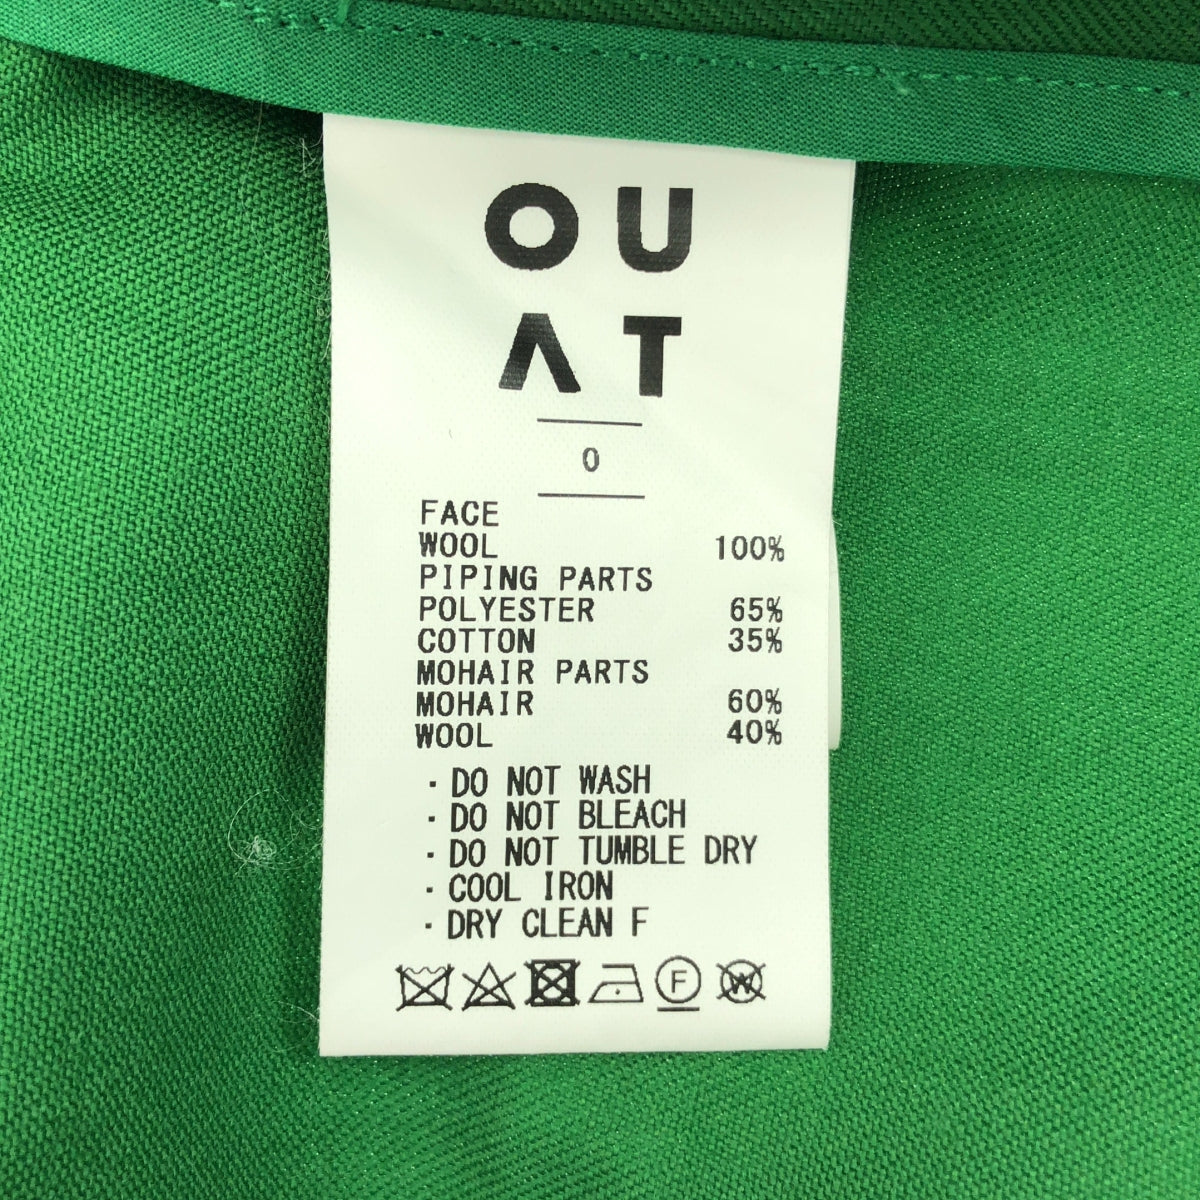 OU
AT
0
FACE
WOOL 100%
PIPING PARTS
POLYESTER 65%
COTTON 35%
MOHAIR PARTS
MOHAIR 60%
WOOL 40%
· DO NOT WASH
· DO NOT BLEACH
· DO NOT TUMBLE DRY
· COOL IRON
· DRY CLEAN F
F W